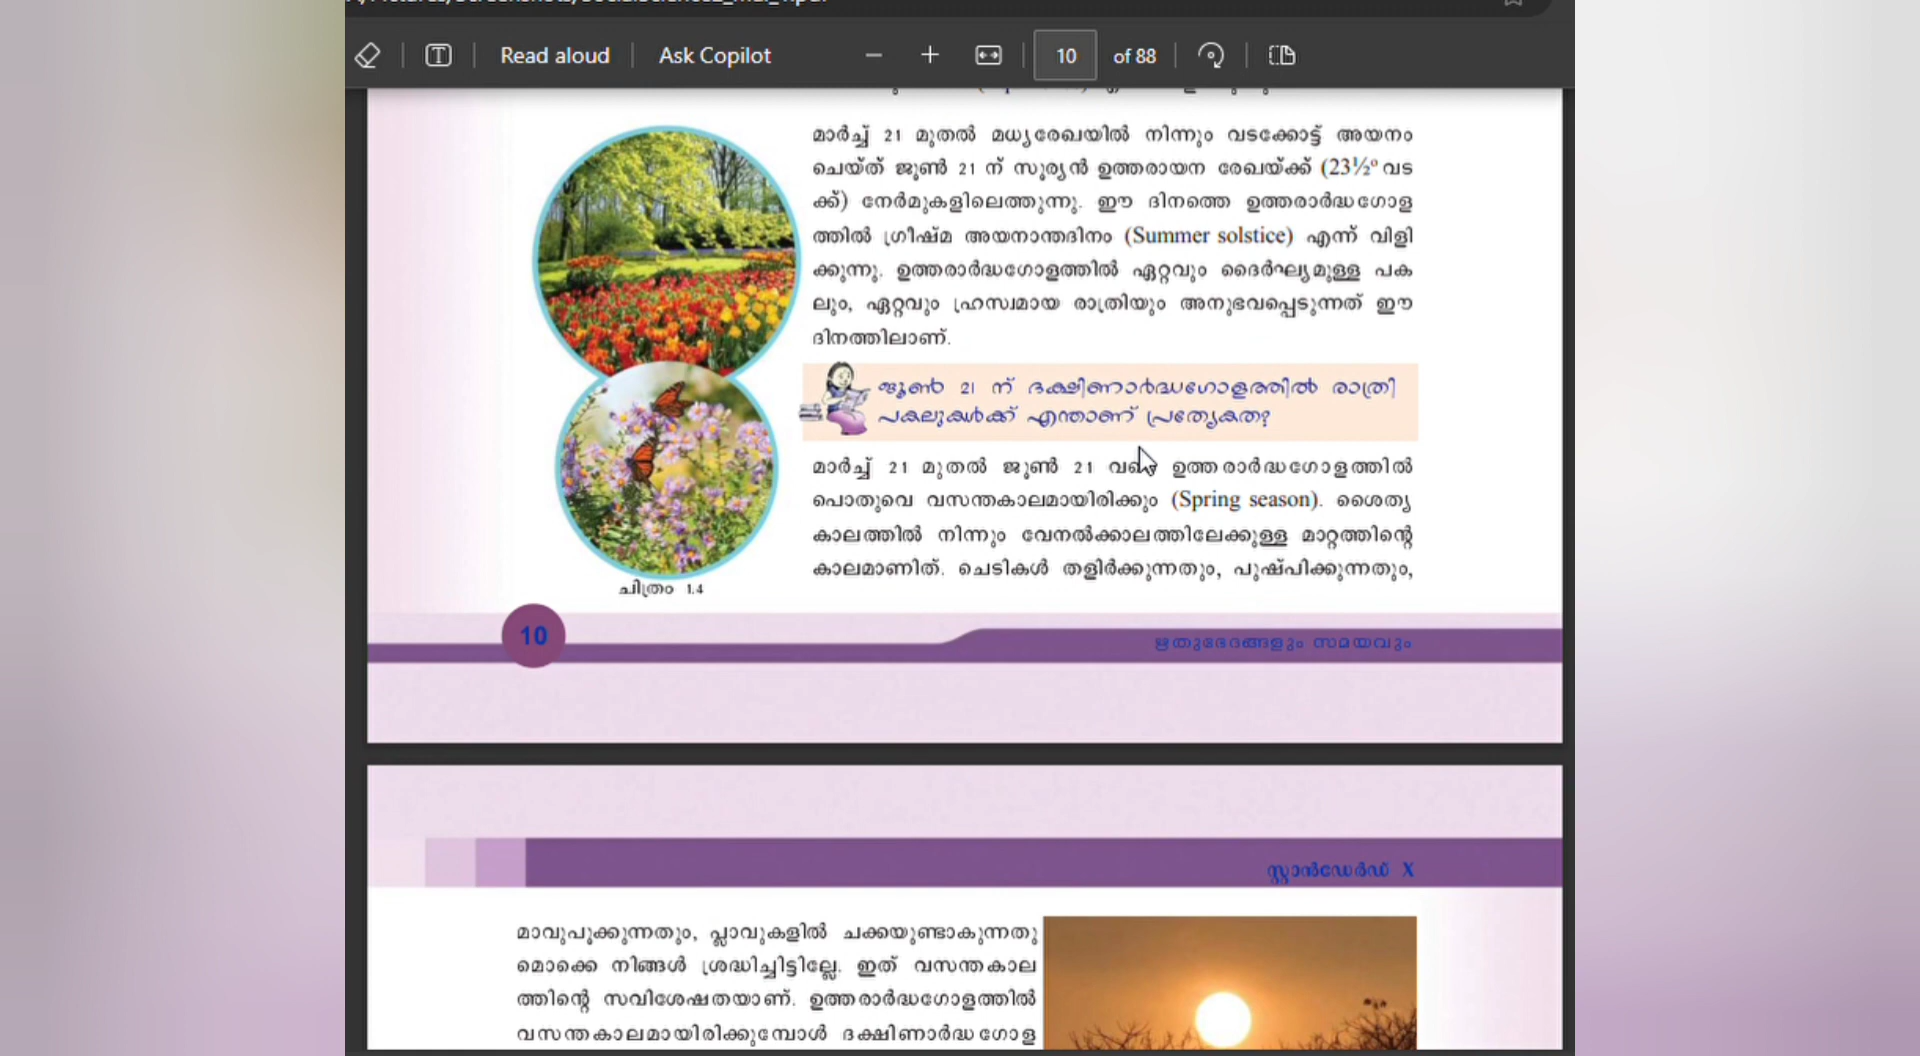 Read aloud
Ask Copilot
10
of 88
മാർച്ച് 21 മുതൽ മധ്യരേഖയിൽ നിന്നും വടക്കോട്ട് അയനം
ചെയ്ത് ജൂൺ 21 ന് സൂര്യൻ ഉത്തരായന രേഖയ്ക്ക് (23½° വട
ക്ക്) നേർമുകളിലെത്തുന്നു. ഈ ദിനത്തെ ഉത്തരാർദ്ധഗോള
ത്തിൽ ഗ്രീഷ്മ അയനാന്തദിനം (Summer solstice) എന്ന് വിളി
ക്കുന്നു. ഉത്തരാർദ്ധഗോളത്തിൽ ഏറ്റവും ദൈർഘ്യമുള്ള പക
ലും, ഏറ്റവും ഹ്രസ്വമായ രാത്രിയും അനുഭവപ്പെടുന്നത് ഈ
ദിനത്തിലാണ്.
ജൂൺ 21 ന് ദക്ഷിണാർദ്ധഗോളത്തിൽ രാത്രി
പകലുകൾക്ക് എന്താണ് പ്രത്യേകത?
മാർച്ച് 21 മുതൽ ജൂൺ 21 വരെ ഉത്തരാർദ്ധഗോളത്തിൽ
പൊതുവെ വസന്തകാലമായിരിക്കും (Spring season). ശൈത്യ
കാലത്തിൽ നിന്നും വേനൽക്കാലത്തിലേക്കുള്ള മാറ്റത്തിന്റെ
കാലമാണിത്. ചെടികൾ തളിർക്കുന്നതും, പുഷ്പിക്കുന്നതും,
ചിത്രം 1.4
10
ഋതുഭേദങ്ങളും സമയവും
സ്റ്റാൻഡേർഡ് X
മാവുപൂക്കുന്നതും, പ്ലാവുകളിൽ ചക്കയുണ്ടാകുന്നതു
മൊക്കെ നിങ്ങൾ ശ്രദ്ധിച്ചിട്ടില്ലേ. ഇത് വസന്തകാല
ത്തിന്റെ സവിശേഷതയാണ്. ഉത്തരാർദ്ധഗോളത്തിൽ
വസന്തകാലമായിരിക്കുമ്പോൾ ദക്ഷിണാർദ്ധഗോള